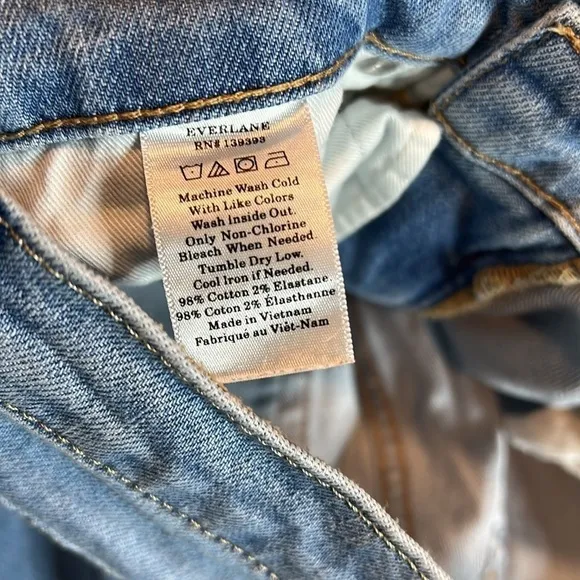 EVERLANE
RN# 139393
Machine Wash Cold
With Like Colors
Wash Inside Out.
Only Non-Chlorine
Bleach When Needed.
Tumble Dry Low.
Cool Iron if Needed.
98% Cotton 2% Elastane.
98% Coton 2% Élasthanne
Made in Vietnam
Fabriqué au Viêt-Nam